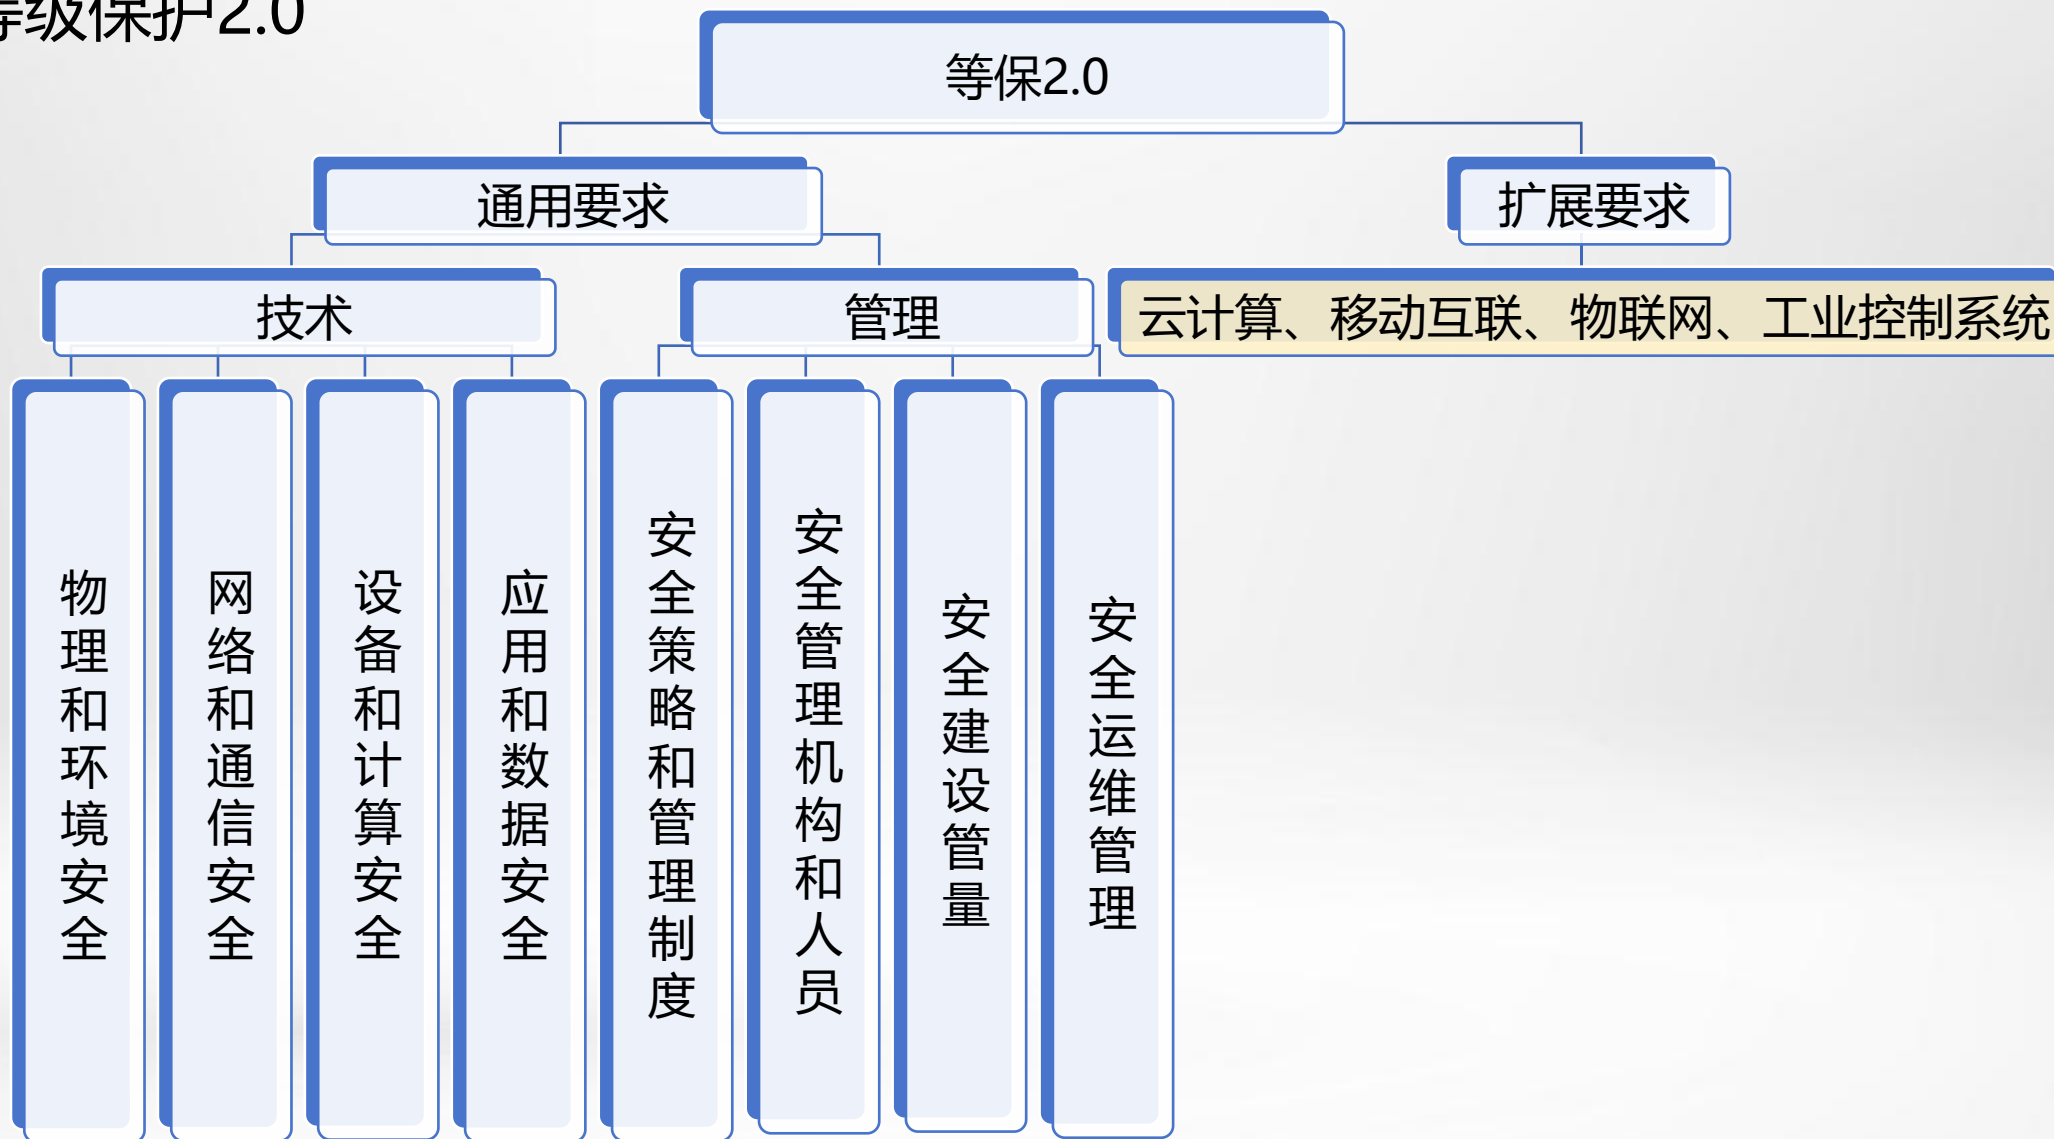 等级保护2.0
等保2.0
通用要求
扩展要求
技术
管理
云计算、移动互联、物联网、工业控制系统
物理和环境安全
网络和通信安全
设备和计算安全
应用和数据安全
安全策略和管理制度
安全管理机构和人员
安全建设管量
安全运维管理